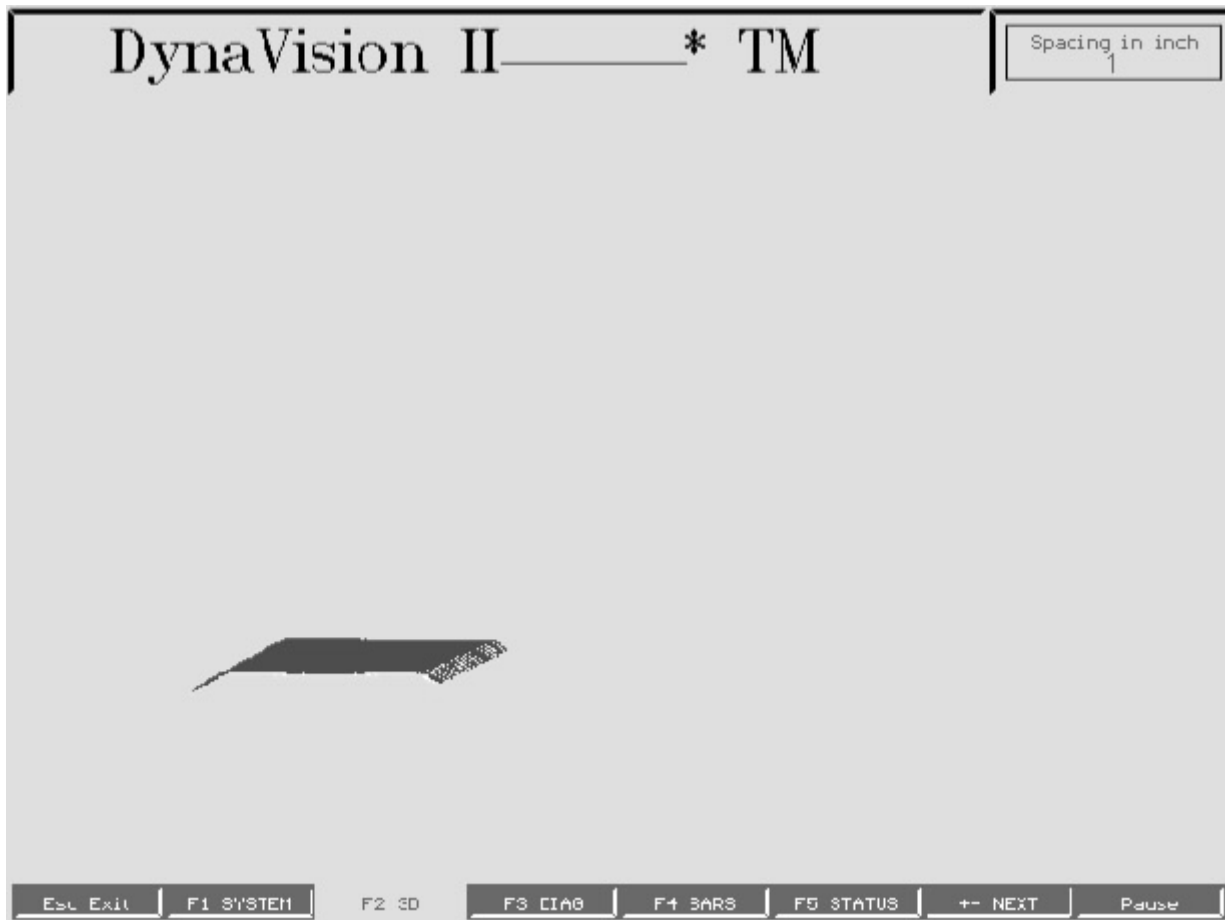 DynaVision II________* TM
Spacing in inch
1
Esc Exit F1 SYSTEM F2 3D F3 DIAG F4 BARS F5 STATUS +- NEXT Pause